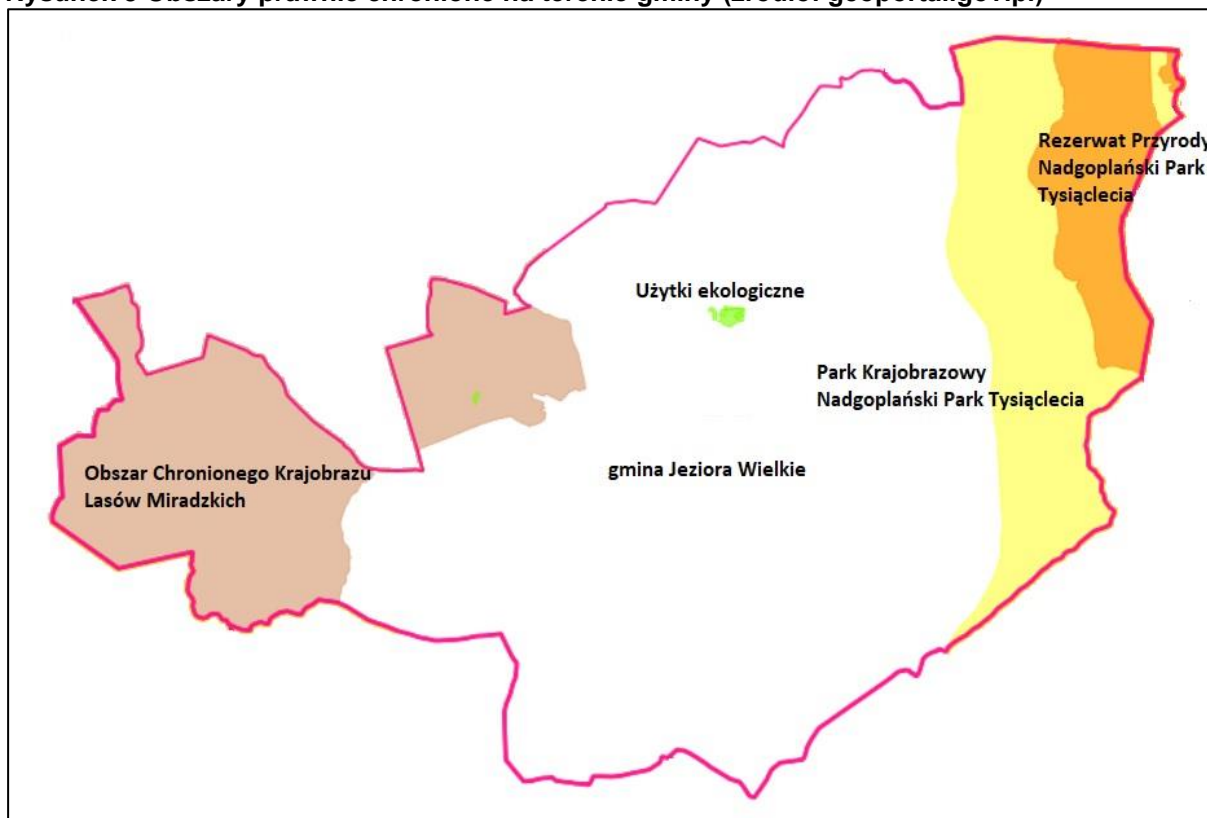 Rezerwat Przyrody
Nadgoplański Park
Tysiąclecia
Użytki ekologiczne
Park Krajobrazowy
Nadgoplański Park Tysiąclecia
gmina Jeziora Wielkie
Obszar Chronionego Krajobrazu
Lasów Miradzkich